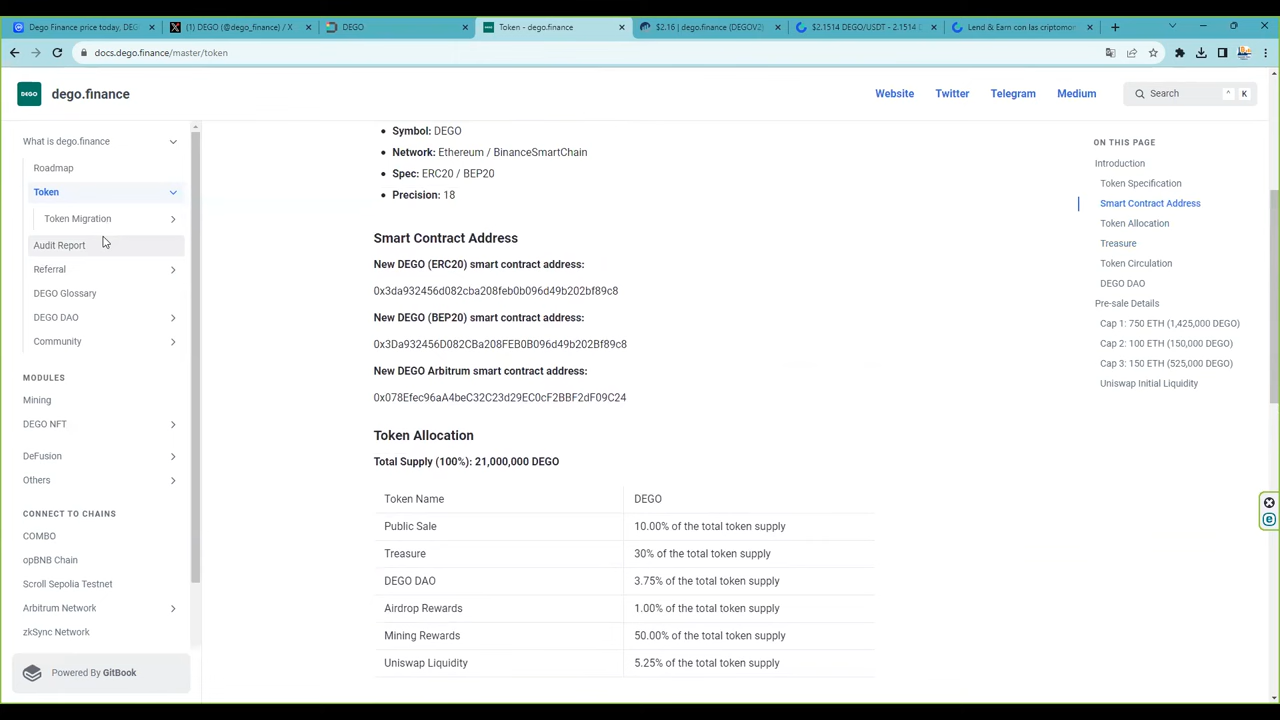 Dego Finance price today, DEG
DEGO (@dego_finance) / X
DEGO
Token - dego.finance
$2.16 | dego.finance (DEGOV2)
$2.1514 DEGO/USDT - 2,1514
Lend & Earn con las criptomon
docs.dego.finance/master/token
DEGO
dego.finance
Website
Twitter
Telegram
Medium
Search
^
K
What is dego.finance
Roadmap
Token
Token Migration
Audit Report
Referral
DEGO Glossary
DEGO DAO
Community
MODULES
Mining
DEGO NFT
DeFusion
Others
CONNECT TO CHAINS
COMBO
opBNB Chain
Scroll Sepolia Testnet
Arbitrum Network
zkSync Network
Powered By GitBook
Symbol: DEGO
Network: Ethereum / BinanceSmartChain
Spec: ERC20 / BEP20
Precision: 18
Smart Contract Address
New DEGO (ERC20) smart contract address:
0x3da932456d082cba208feb0b096d49b202bf89c8
New DEGO (BEP20) smart contract address:
0x3Da932456D082CBa208FEB0B096d49b202Bf89c8
New DEGO Arbitrum smart contract address:
0x078Efec96aA4beC32C23d29EC0cF2BBF2dF09C24
Token Allocation
Total Supply (100%): 21,000,000 DEGO
Token Name DEGO
Public Sale 10.00% of the total token supply
Treasure 30% of the total token supply
DEGO DAO 3.75% of the total token supply
Airdrop Rewards 1.00% of the total token supply
Mining Rewards 50.00% of the total token supply
Uniswap Liquidity 5.25% of the total token supply
ON THIS PAGE
Introduction
Token Specification
Smart Contract Address
Token Allocation
Treasure
Token Circulation
DEGO DAO
Pre-sale Details
Cap 1: 750 ETH (1,425,000 DEGO)
Cap 2: 100 ETH (150,000 DEGO)
Cap 3: 150 ETH (525,000 DEGO)
Uniswap Initial Liquidity